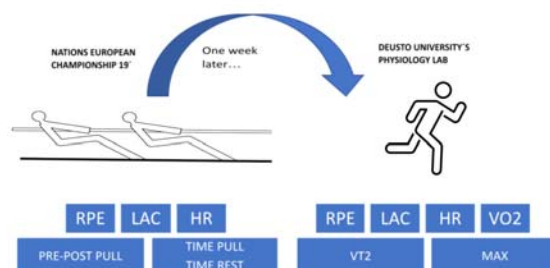 NATIONS EUROPEAN
CHAMPIONSHIP 19´
One week
later…
DEUSTO UNIVERSITY´S
PHYSIOLOGY LAB
RPE LAC HR
PRE-POST PULL
TIME PULL
TIME REST
RPE LAC HR VO2
VT2 MAX